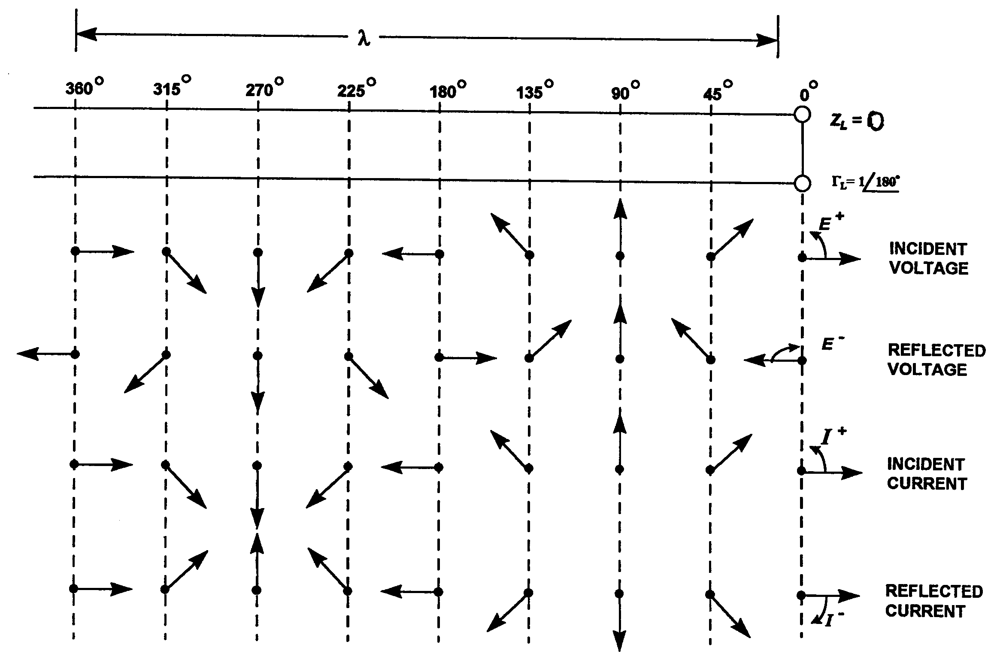 λ
360° 315° 270° 225° 180° 135° 90° 45° 0°
Z_L = 0
Γ_L = 1/180°
E⁺
INCIDENT
VOLTAGE
E⁻
REFLECTED
VOLTAGE
I⁺
INCIDENT
CURRENT
REFLECTED
CURRENT
I⁻